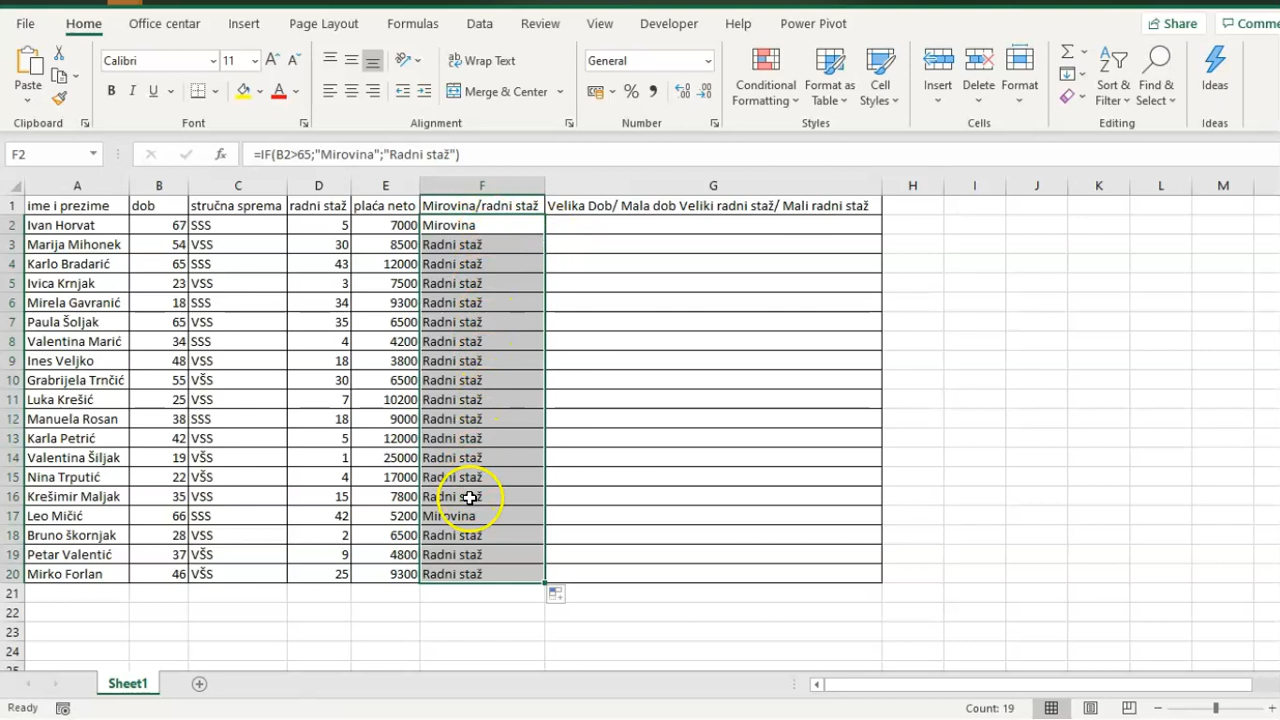 File Home Office centar Insert Page Layout Formulas Data Review View Developer Help Power Pivot Share Comme
Paste Calibri 11 Wrap Text General Conditional Formatting Format as Table Cell Styles Insert Delete Format Sort & Filter Find & Select Ideas
Merge & Center
Clipboard Font Alignment Number Styles Cells Editing Ideas
F2 =IF(B2>65;"Mirovina";"Radni staž")
A B C D E F G H I J K L M
1 ime i prezime dob stručna sprema radni staž plaća neto Mirovina/radni staž Velika Dob/ Mala dob Veliki radni staž/ Mali radni staž
2 Ivan Horvat 67 SSS 5 7000 Mirovina
3 Marija Mihonek 54 VSS 30 8500 Radni staž
4 Karlo Bradarić 65 SSS 43 12000 Radni staž
5 Ivica Krnjak 23 VSS 3 7500 Radni staž
6 Mirela Gavranić 18 SSS 34 9300 Radni staž
7 Paula Šoljak 65 VSS 35 6500 Radni staž
8 Valentina Marić 34 SSS 4 4200 Radni staž
9 Ines Veljko 48 VSS 18 3800 Radni staž
10 Grabrijela Trnčić 55 VŠS 30 6500 Radni staž
11 Luka Krešić 25 VSS 7 10200 Radni staž
12 Manuela Rosan 38 SSS 18 9000 Radni staž
13 Karla Petrić 42 VSS 5 12000 Radni staž
14 Valentina Šiljak 19 VŠS 1 25000 Radni staž
15 Nina Trputić 22 VŠS 4 17000 Radni staž
16 Krešimir Maljak 35 VSS 15 7800 Radni staž
17 Leo Mičić 66 SSS 42 5200 Mirovina
18 Bruno škornjak 28 VSS 2 6500 Radni staž
19 Petar Valentić 37 VŠS 9 4800 Radni staž
20 Mirko Forlan 46 VŠS 25 9300 Radni staž
21
22
23
24
Sheet1
Ready Count: 19